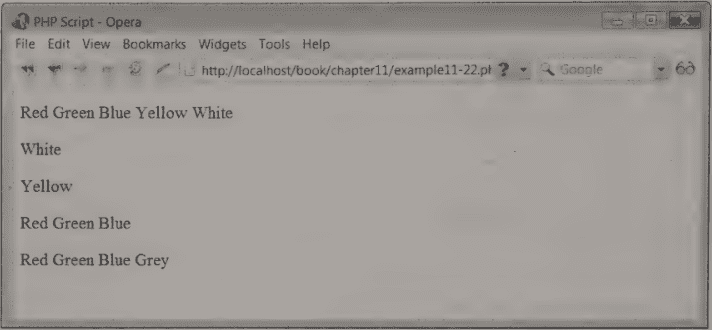 PHP Script - Opera
File Edit View Bookmarks Widgets Tools Help
http://localhost/book/chapter11/example11-22.pl ? Google
Red Green Blue Yellow White
White
Yellow
Red Green Blue
Red Green Blue Grey